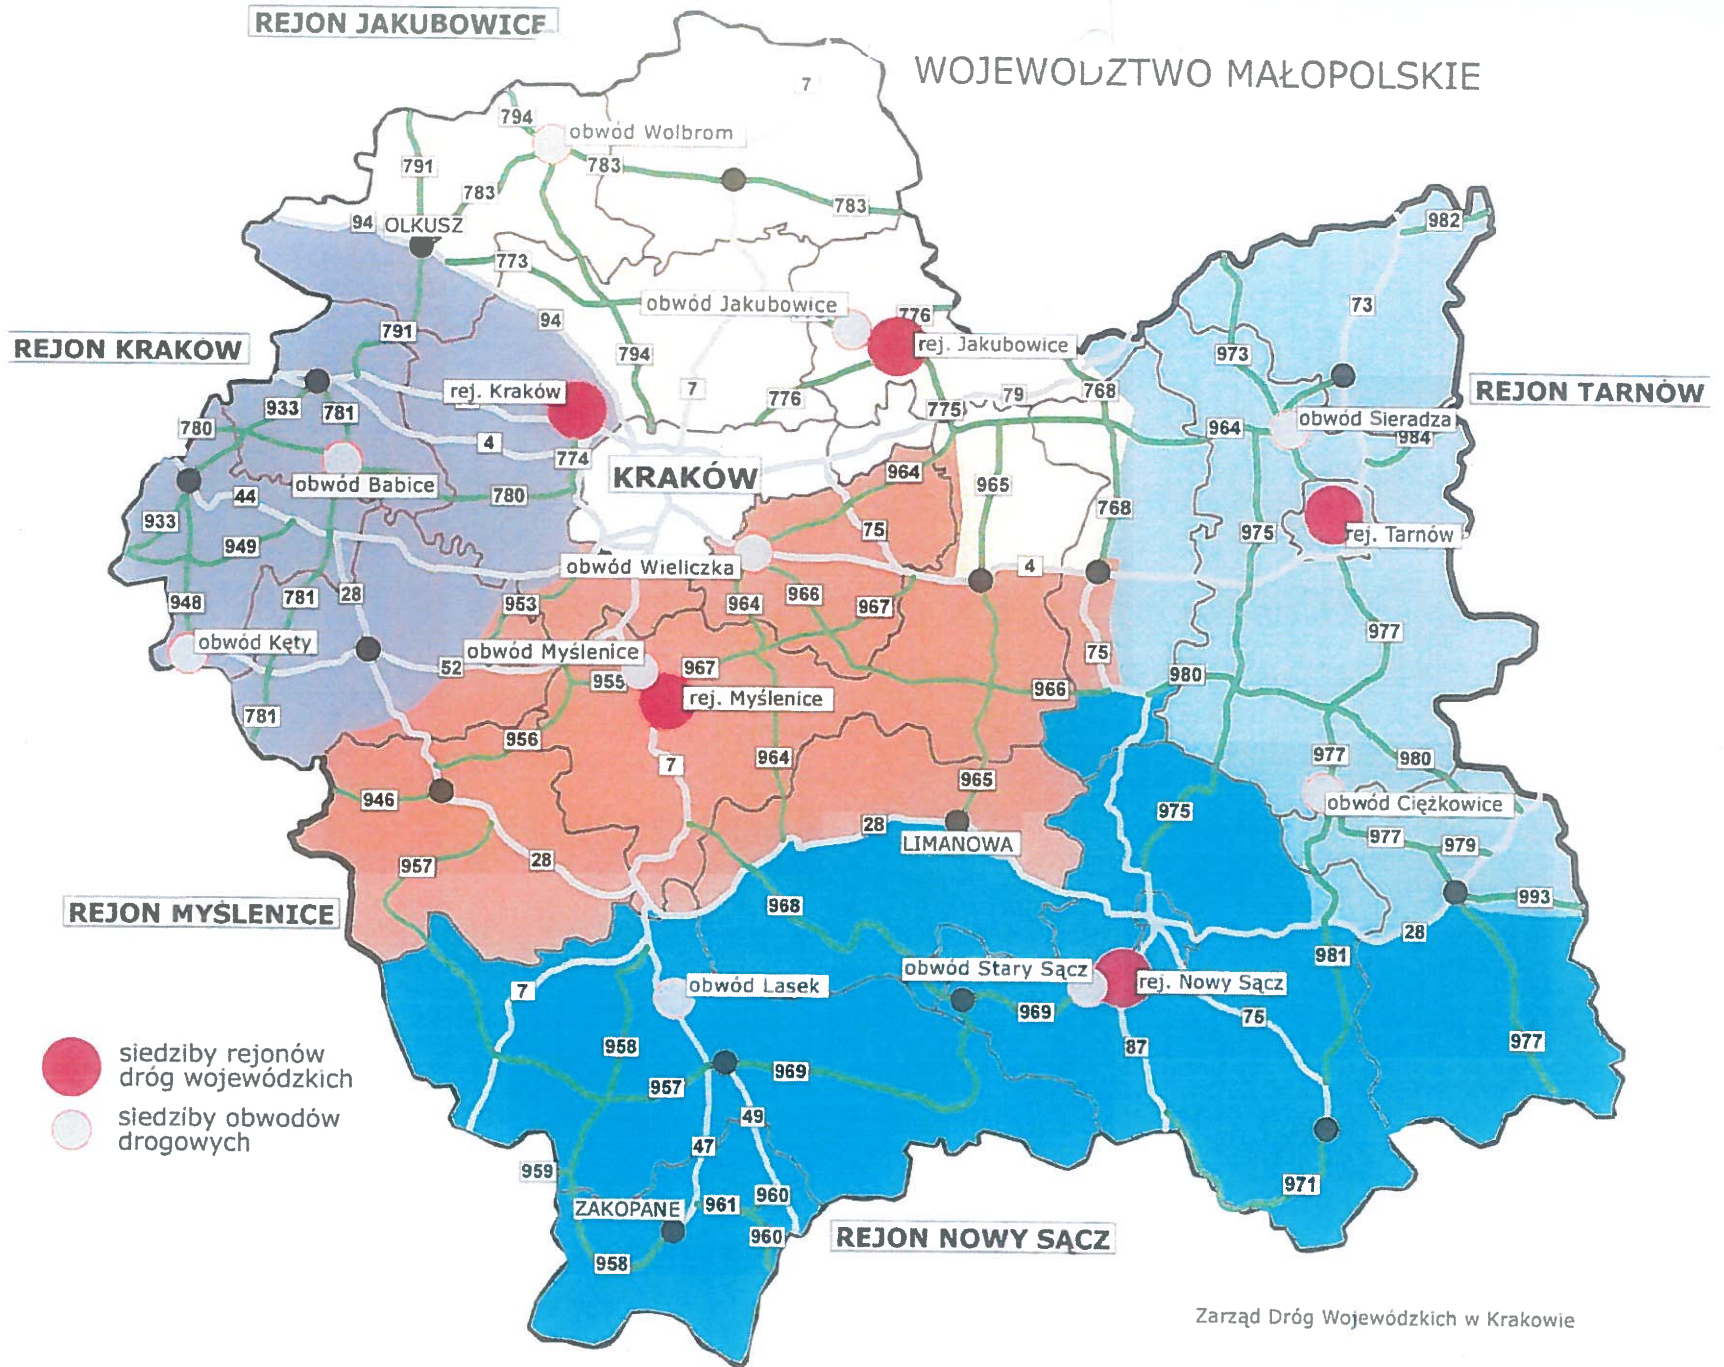 REJON JAKUBOWICE
WOJEWODZTWO MAŁOPOLSKIE
7
794
obwód Wolbrom
791
783
783
783
94
OLKUSZ
982
773
obwód Jakubowice
73
94
776
REJON KRAKÓW
791
rej. Jakubowice
973
794
REJON TARNÓW
rej. Kraków
7
776
79
768
933
781
775
780
964
obwód Sieradza
984
4
774
KRAKÓW
964
965
obwód Babice
44
780
768
933
75
975
rej. Tarnów
949
obwód Wieliczka
4
948
781
28
953
964
966
967
977
obwód Kęty
52
obwód Myślenice
967
75
955
966
980
rej. Myślenice
781
956
7
964
977
980
965
946
975
obwód Ciężkowice
28
LIMANOWA
977
979
957
28
993
REJON MYŚLENICE
968
28
981
obwód Stary Sącz
rej. Nowy Sącz
7
obwód Lasek
969
75
siedziby rejonów
dróg wojewódzkich
958
87
977
969
957
siedziby obwodów
drogowych
49
47
959
971
ZAKOPANE
961
960
960
REJON NOWY SĄCZ
958
Zarząd Dróg Wojewódzkich w Krakowie